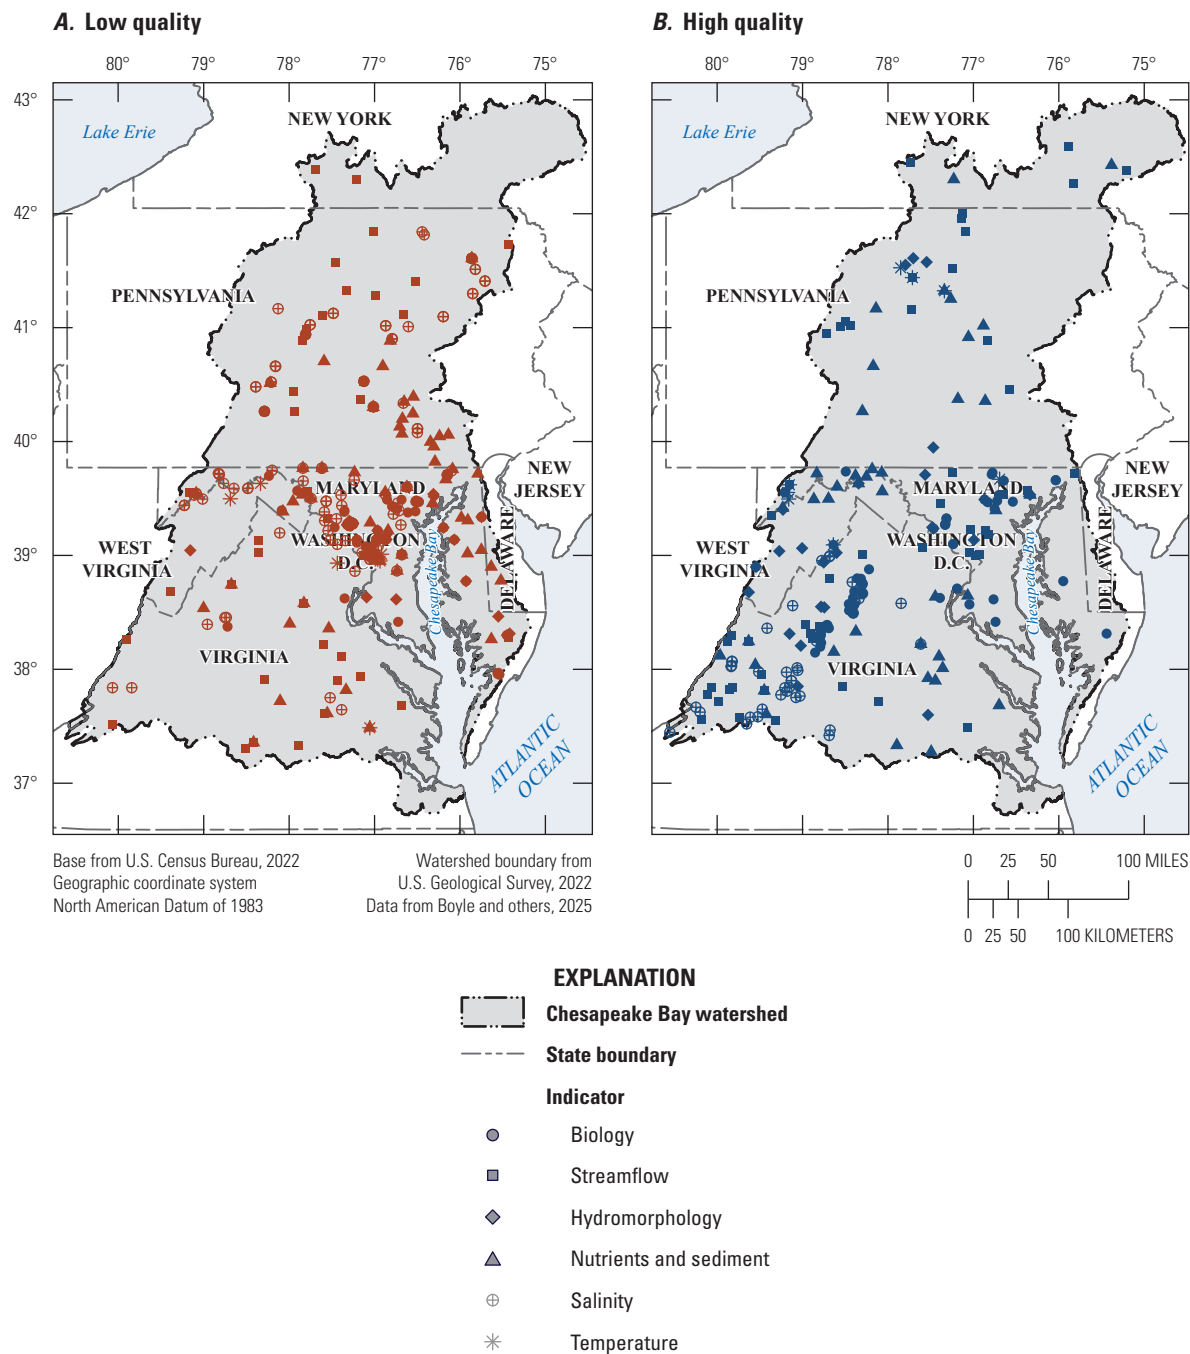 A. Low quality
B. High quality
80° 79° 78° 77° 76° 75°
80° 79° 78° 77° 76° 75°
43°
42°
41°
40°
39°
38°
37°
Lake Erie
NEW YORK
PENNSYLVANIA
NEW
JERSEY
MARYLAND
WASHINGTON
D.C.
WEST
VIRGINIA
DELAWARE
Chesapeake Bay
VIRGINIA
ATLANTIC
OCEAN
Lake Erie
NEW YORK
PENNSYLVANIA
NEW
JERSEY
MARYLAND
WASHINGTON
D.C.
WEST
VIRGINIA
DELAWARE
Chesapeake Bay
VIRGINIA
ATLANTIC
OCEAN
Base from U.S. Census Bureau, 2022
Geographic coordinate system
North American Datum of 1983
Watershed boundary from
U.S. Geological Survey, 2022
Data from Boyle and others, 2025
0 25 50 100 MILES
0 25 50 100 KILOMETERS
EXPLANATION
Chesapeake Bay watershed
State boundary
Indicator
Biology
Streamflow
Hydromorphology
Nutrients and sediment
Salinity
Temperature